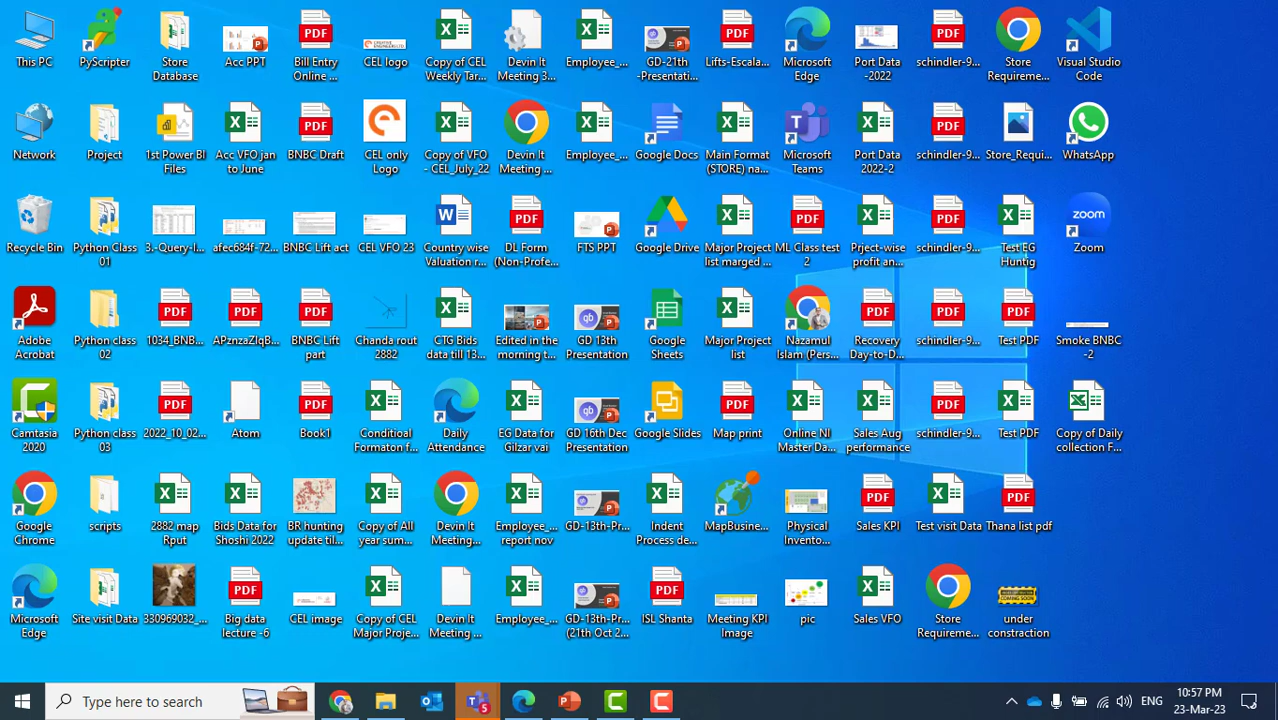 This PC
PyScripter
Store
Database
Acc PPT
Bill Entry
Online ...
CEL logo
Copy of CEL
Weekly Tar...
Devin It
Meeting 3...
Employee_...
GD-21th
-Presentati...
Lifts-Escala...
Microsoft
Edge
Port Data
-2022
schindler-9...
Store
Requireme...
Visual Studio
Code
Network
Project
1st Power BI
Files
Acc VFO jan
to June
BNBC Draft
CEL only
Logo
Copy of VFO
- CEL_July_22
Devin It
Meeting ...
Employee_...
Google Docs
Main Format
(STORE) na...
Microsoft
Teams
Port Data
2022-2
schindler-9...
Store_Requi...
WhatsApp
Recycle Bin
Python Class
01
3.-Query-I...
afec684f-72...
BNBC Lift act
CEL VFO 23
Country wise
Valuation r...
DL Form
(Non-Profe...
FTS PPT
Google Drive
Major Project
list marged ...
ML Class test
2
Prject-wise
profit an...
schindler-9...
Test EG
Huntig
zoom
Zoom
Adobe
Acrobat
Python class
02
1034_BNB...
APznzaZIqB...
BNBC Lift
part
Chanda rout
2882
CTG Bids
data till 13...
Edited in the
morning t...
GD 13th
Presentation
Google
Sheets
Major Project
list
Nazamul
Islam (Pers...
Recovery
Day-to-D...
schindler-9...
Test PDF
Smoke BNBC
-2
Camtasia
2020
Python class
03
2022_10_02...
Atom
Book1
Conditioal
Formaton f...
Daily
Attendance
EG Data for
Gilzar vai
GD 16th Dec
Presentation
Google Slides
Map print
Online NI
Master Da...
Sales Aug
performance
schindler-9...
Test PDF
Copy of Daily
collection F...
Google
Chrome
scripts
2882 map
Rput
Bids Data for
Shoshi 2022
BR hunting
update til...
Copy of All
year sum...
Devin It
Meeting...
Employee_...
report nov
GD-13th-Pr...
Indent
Process de...
MapBusine...
Physical
Invento...
Sales KPI
Test visit Data
Thana list pdf
Microsoft
Edge
Site visit Data
330969032_...
Big data
lecture -6
CEL image
Copy of CEL
Major Proje...
Devin It
Meeting ...
Employee_...
GD-13th-Pr...
(21th Oct 2...
ISL Shanta
Meeting KPI
Image
pic
Sales VFO
Store
Requireme...
under
constraction
Type here to search
ENG
10:57 PM
23-Mar-23